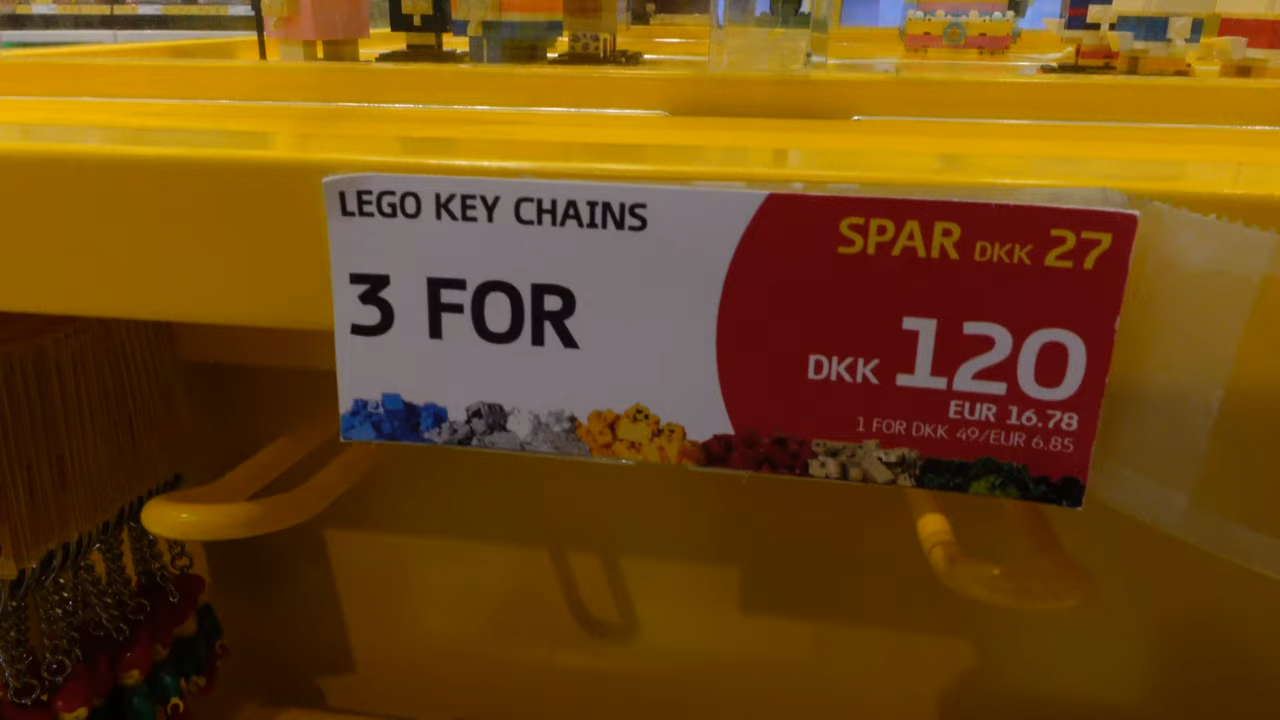 LEGO KEY CHAINS
3 FOR
SPAR DKK 27
DKK 120
EUR 16.78
1 FOR DKK 49/EUR 6.85